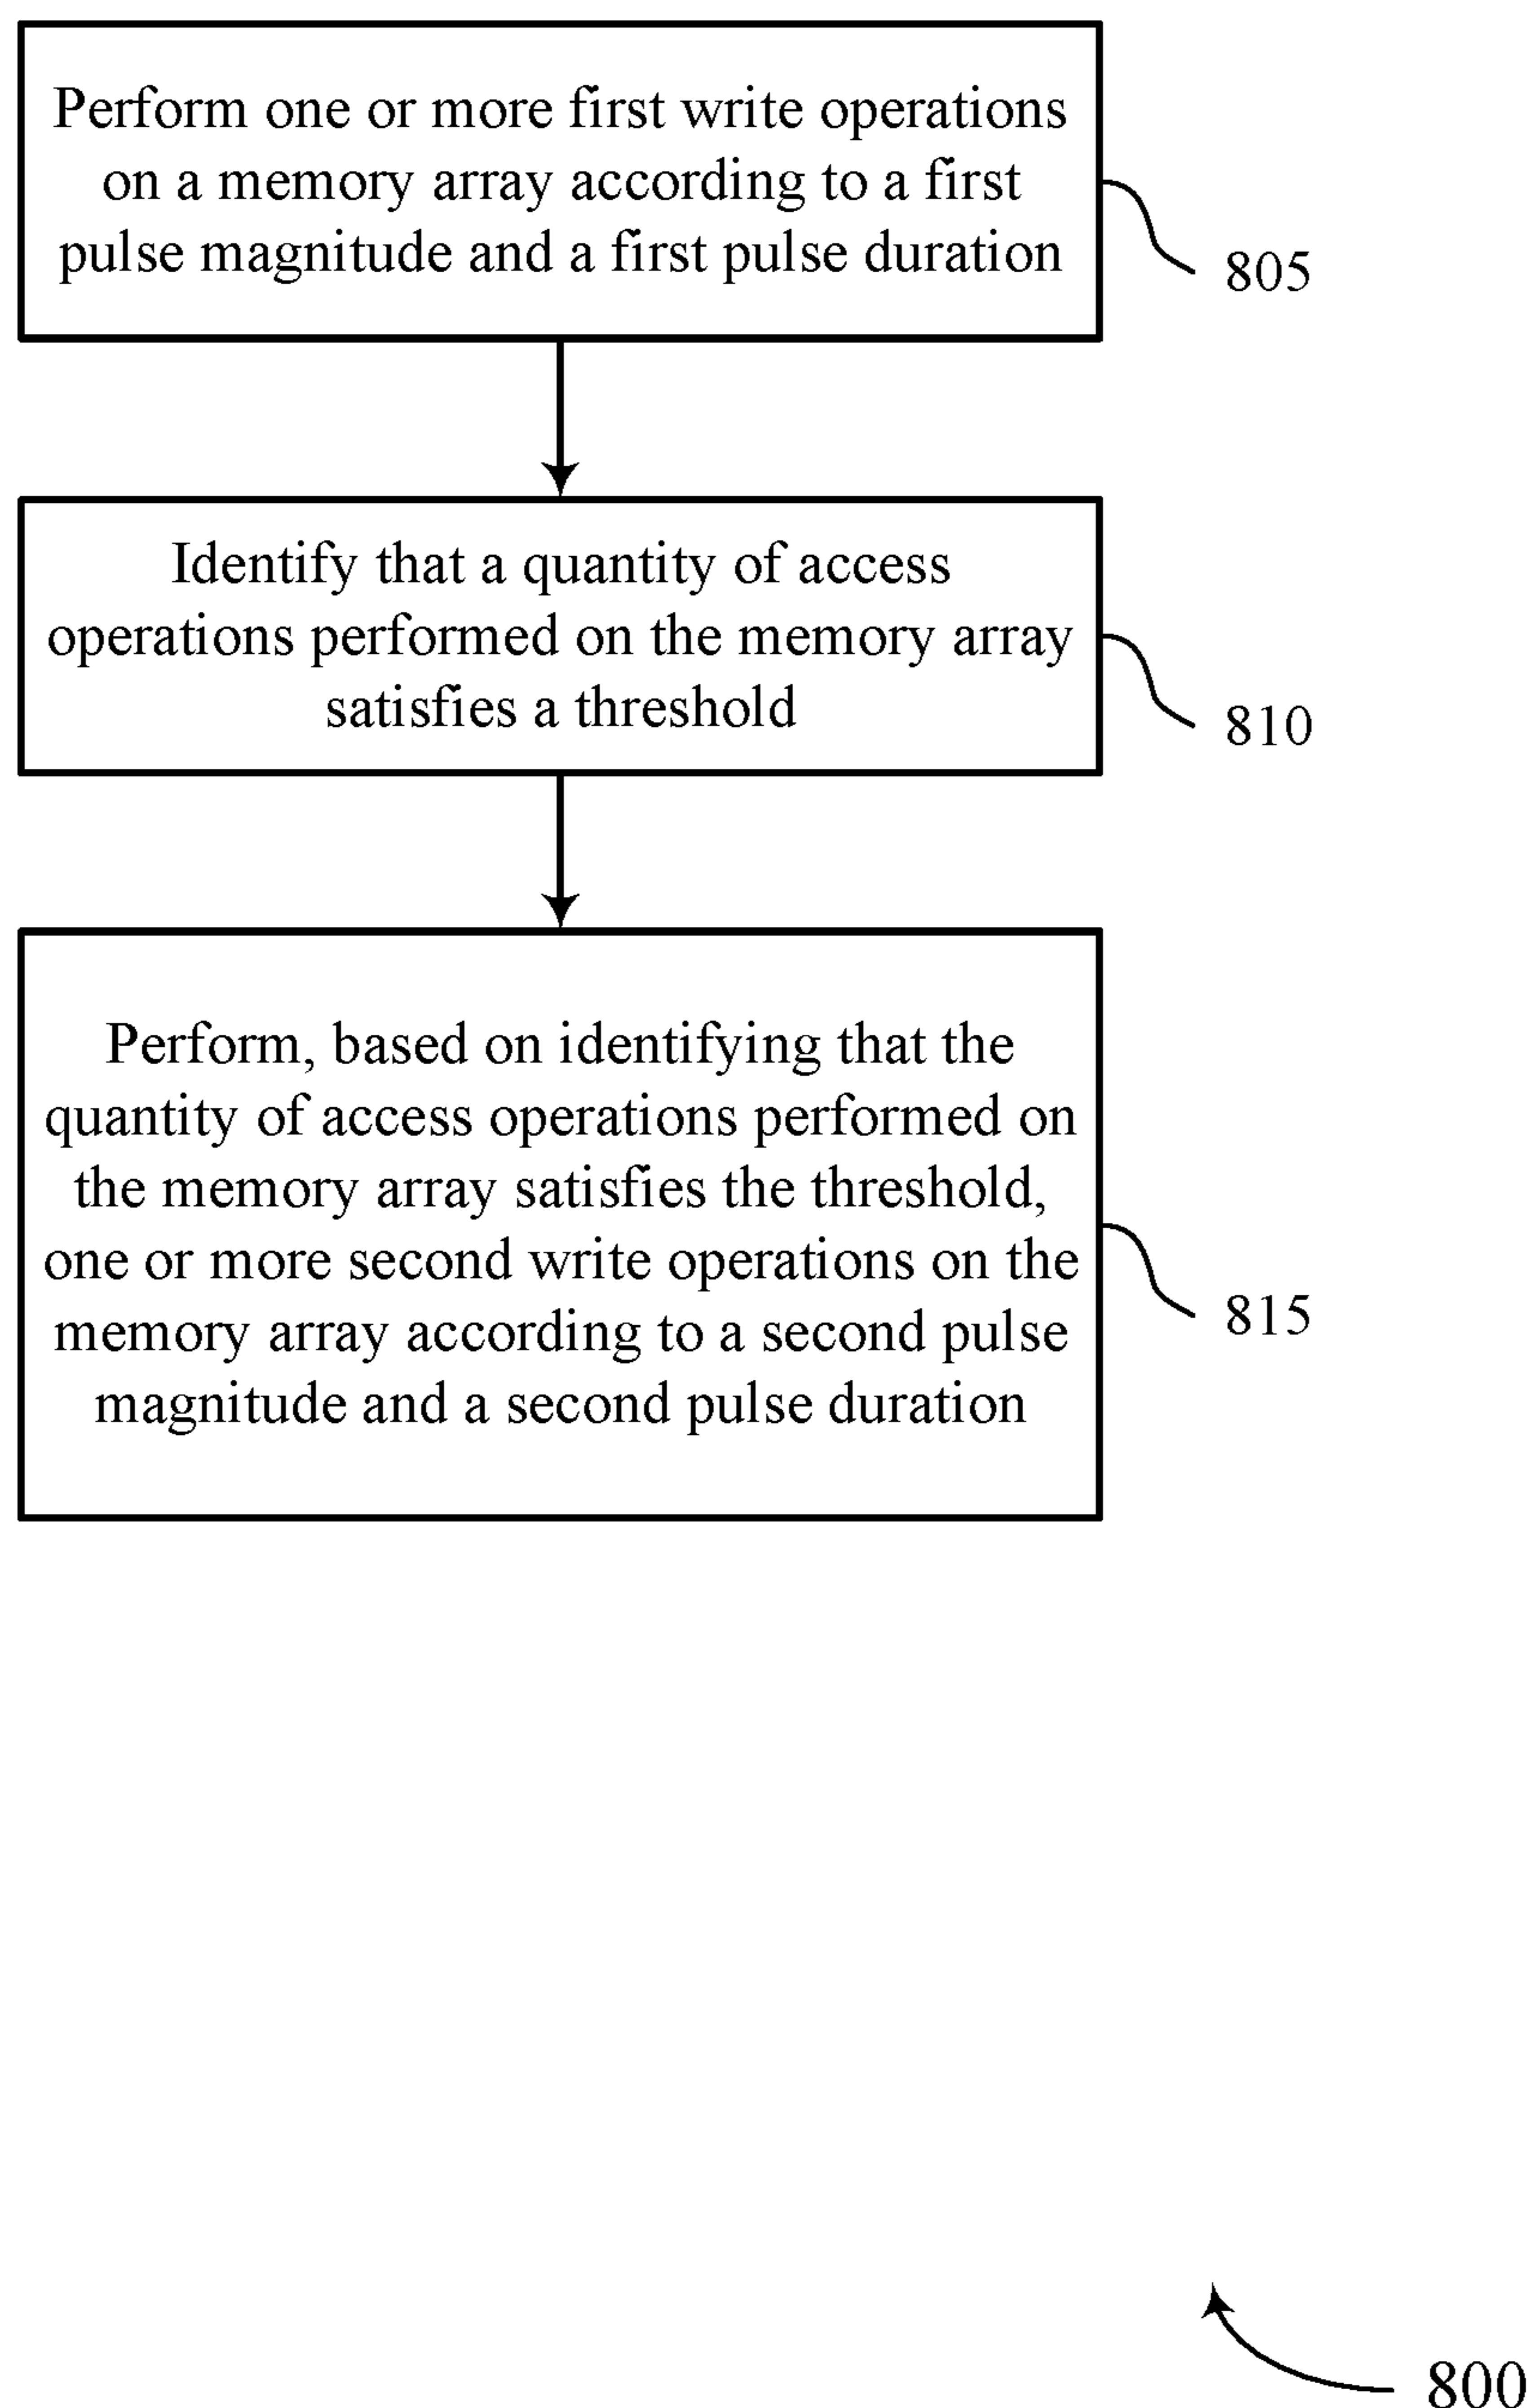 Perform one or more first write operations
on a memory array according to a first
pulse magnitude and a first pulse duration
805
Identify that a quantity of access
operations performed on the memory array
satisfies a threshold
810
Perform, based on identifying that the
quantity of access operations performed on
the memory array satisfies the threshold,
one or more second write operations on the
memory array according to a second pulse
magnitude and a second pulse duration
815
800